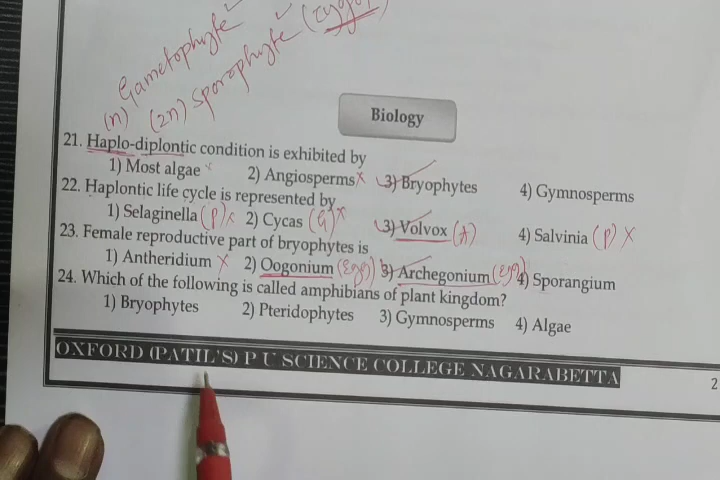 Gametophyte
(n)
(2n) Sporophyte
Biology
21. Haplo-diplontic condition is exhibited by
1) Most algae x 2) Angiosperms x 3) Bryophytes 4) Gymnosperms
22. Haplontic life cycle is represented by
1) Selaginella (P) x 2) Cycas (G) x 3) Volvox (A) 4) Salvinia (P) X
23. Female reproductive part of bryophytes is
1) Antheridium X 2) Oogonium (Egg) 3) Archegonium (egg) 4) Sporangium
24. Which of the following is called amphibians of plant kingdom?
1) Bryophytes 2) Pteridophytes 3) Gymnosperms 4) Algae
OXFORD (PATIL'S) P U SCIENCE COLLEGE NAGARABETTA
2